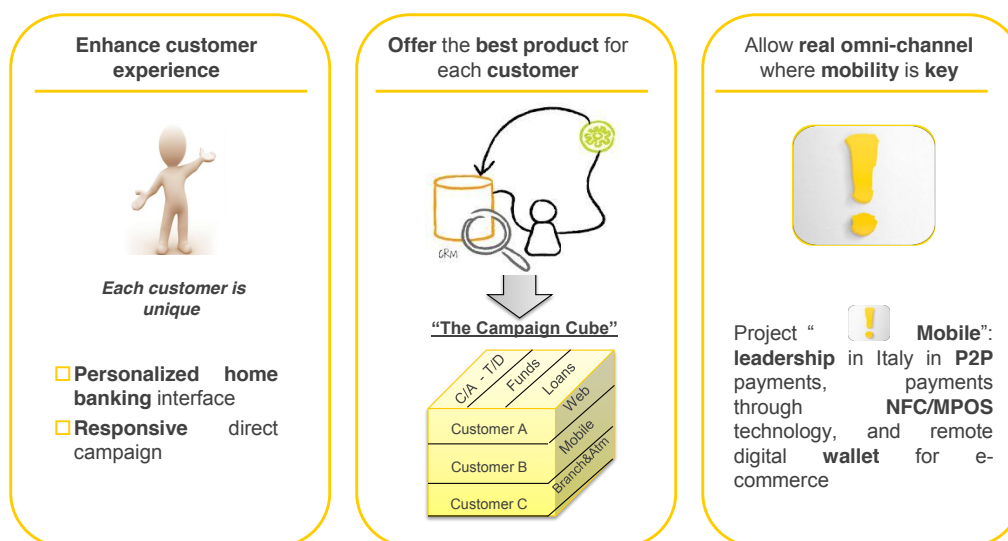 Enhance customer
experience
Each customer is
unique
Personalized home
banking interface
Responsive direct
campaign
Offer the best product for
each customer
CRM
“The Campaign Cube”
C/A - T/D
Funds
Loans
Customer A
Customer B
Customer C
Web
Mobile
Branch&Atm
Allow real omni-channel
where mobility is key
Project “ Mobile”:
leadership in Italy in P2P
payments, payments
through NFC/MPOS
technology, and remote
digital wallet for e-
commerce